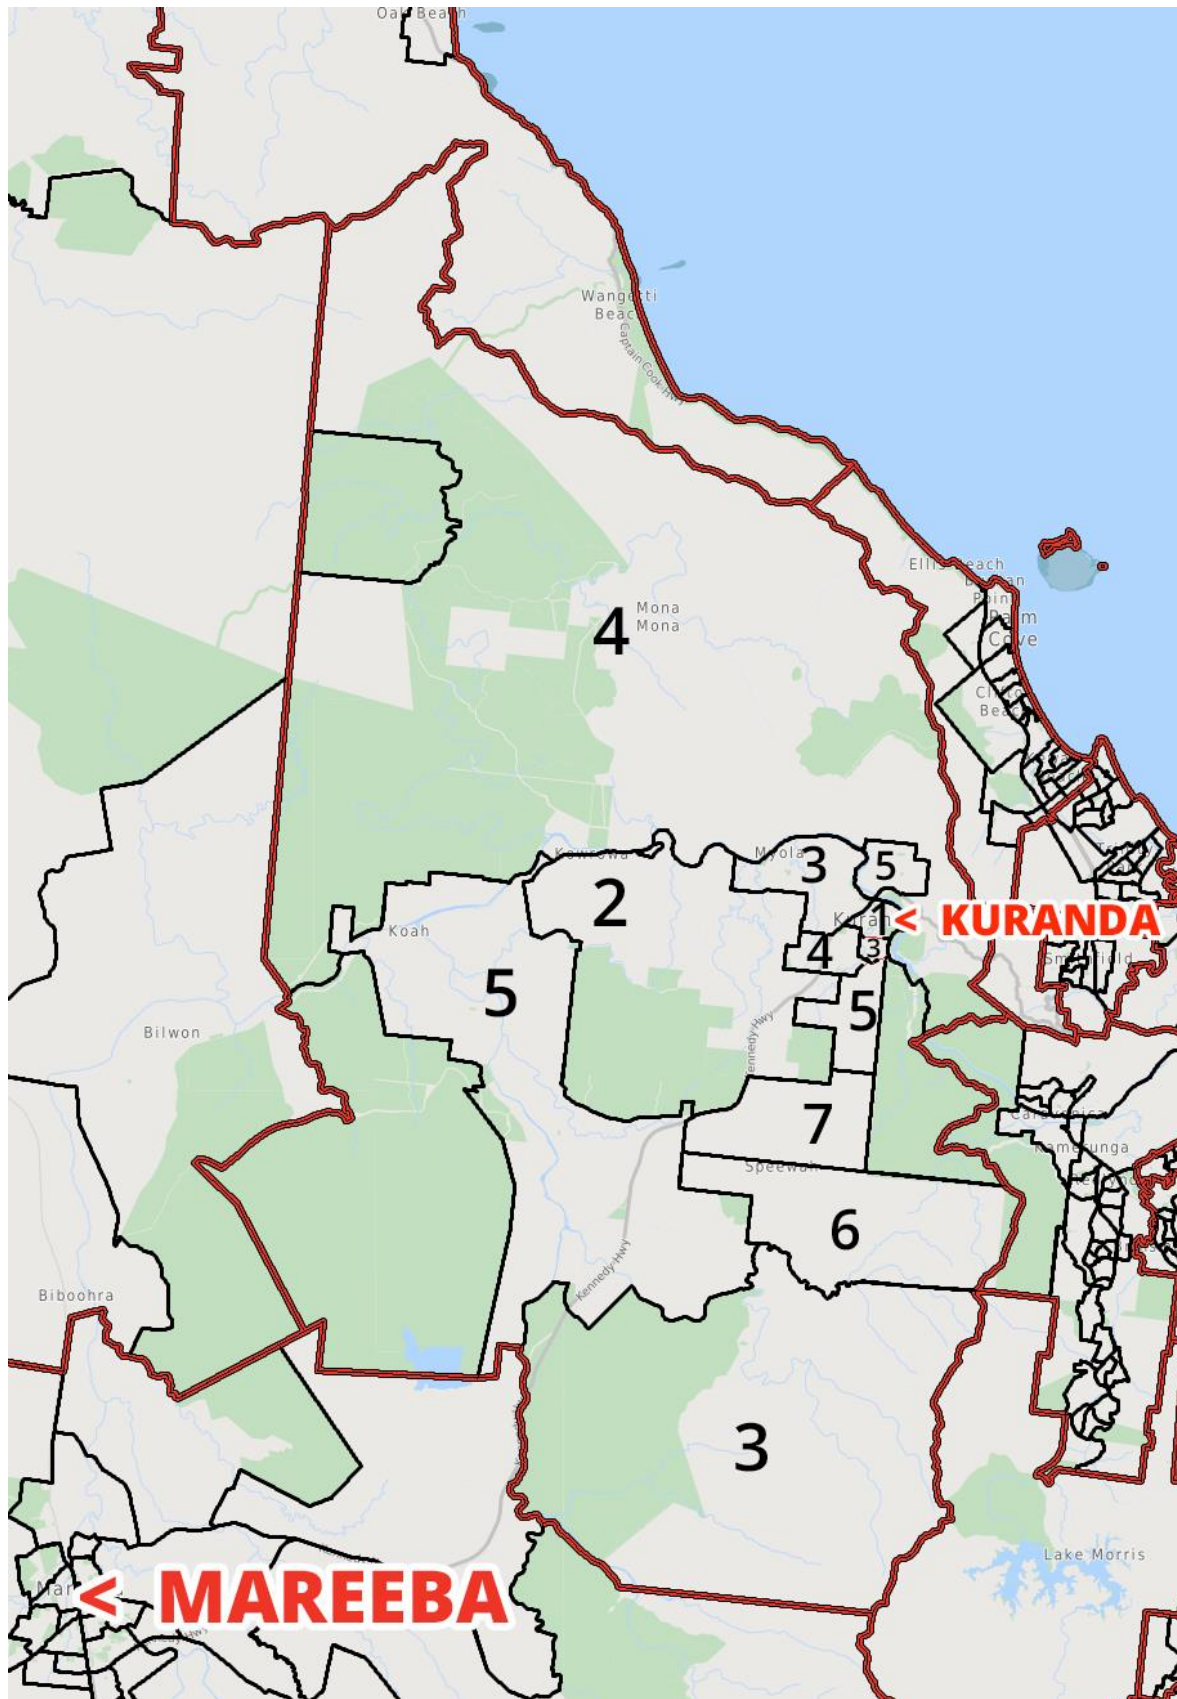 Oak Beach
Wangetti
Beach
Captain Cook Hwy
Ellis Beach
Palm
Cove
4
Mona
Mona
Clifton
Beach
Kowrowa
Myola
3
5
2
1
< KURANDA
Koah
4
3
Smithfield
5
5
Bilwon
Kennedy Hwy
7
Caravonica
Kamerunga
Speewah
6
Kennedy Hwy
Biboohra
3
Lake Morris
< MAREEBA